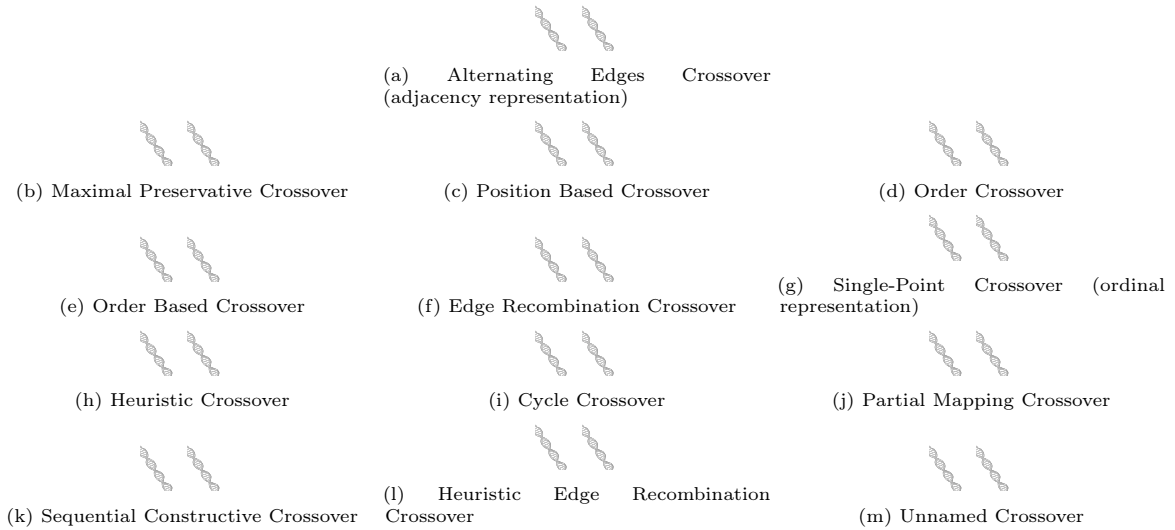 (a) Alternating Edges Crossover
(adjacency representation)
(b) Maximal Preservative Crossover
(c) Position Based Crossover
(d) Order Crossover
(e) Order Based Crossover
(f) Edge Recombination Crossover
(g) Single-Point Crossover (ordinal
representation)
(h) Heuristic Crossover
(i) Cycle Crossover
(j) Partial Mapping Crossover
(k) Sequential Constructive Crossover
(l) Heuristic Edge Recombination
Crossover
(m) Unnamed Crossover